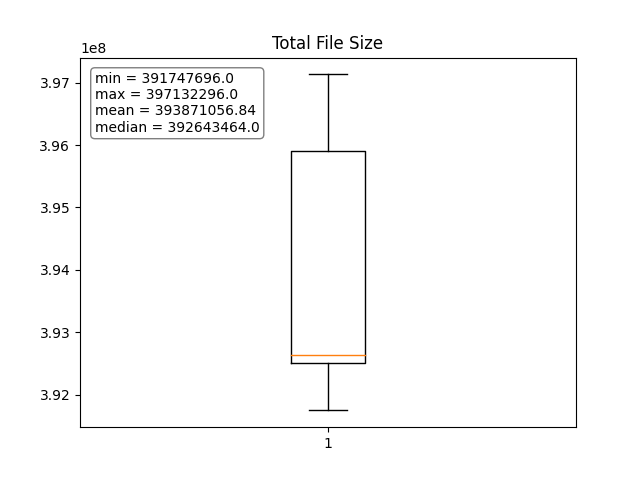 Total File Size
1e8
min = 391747696.0
max = 397132296.0
mean = 393871056.84
median = 392643464.0
3.97
3.96
3.95
3.94
3.93
3.92
1